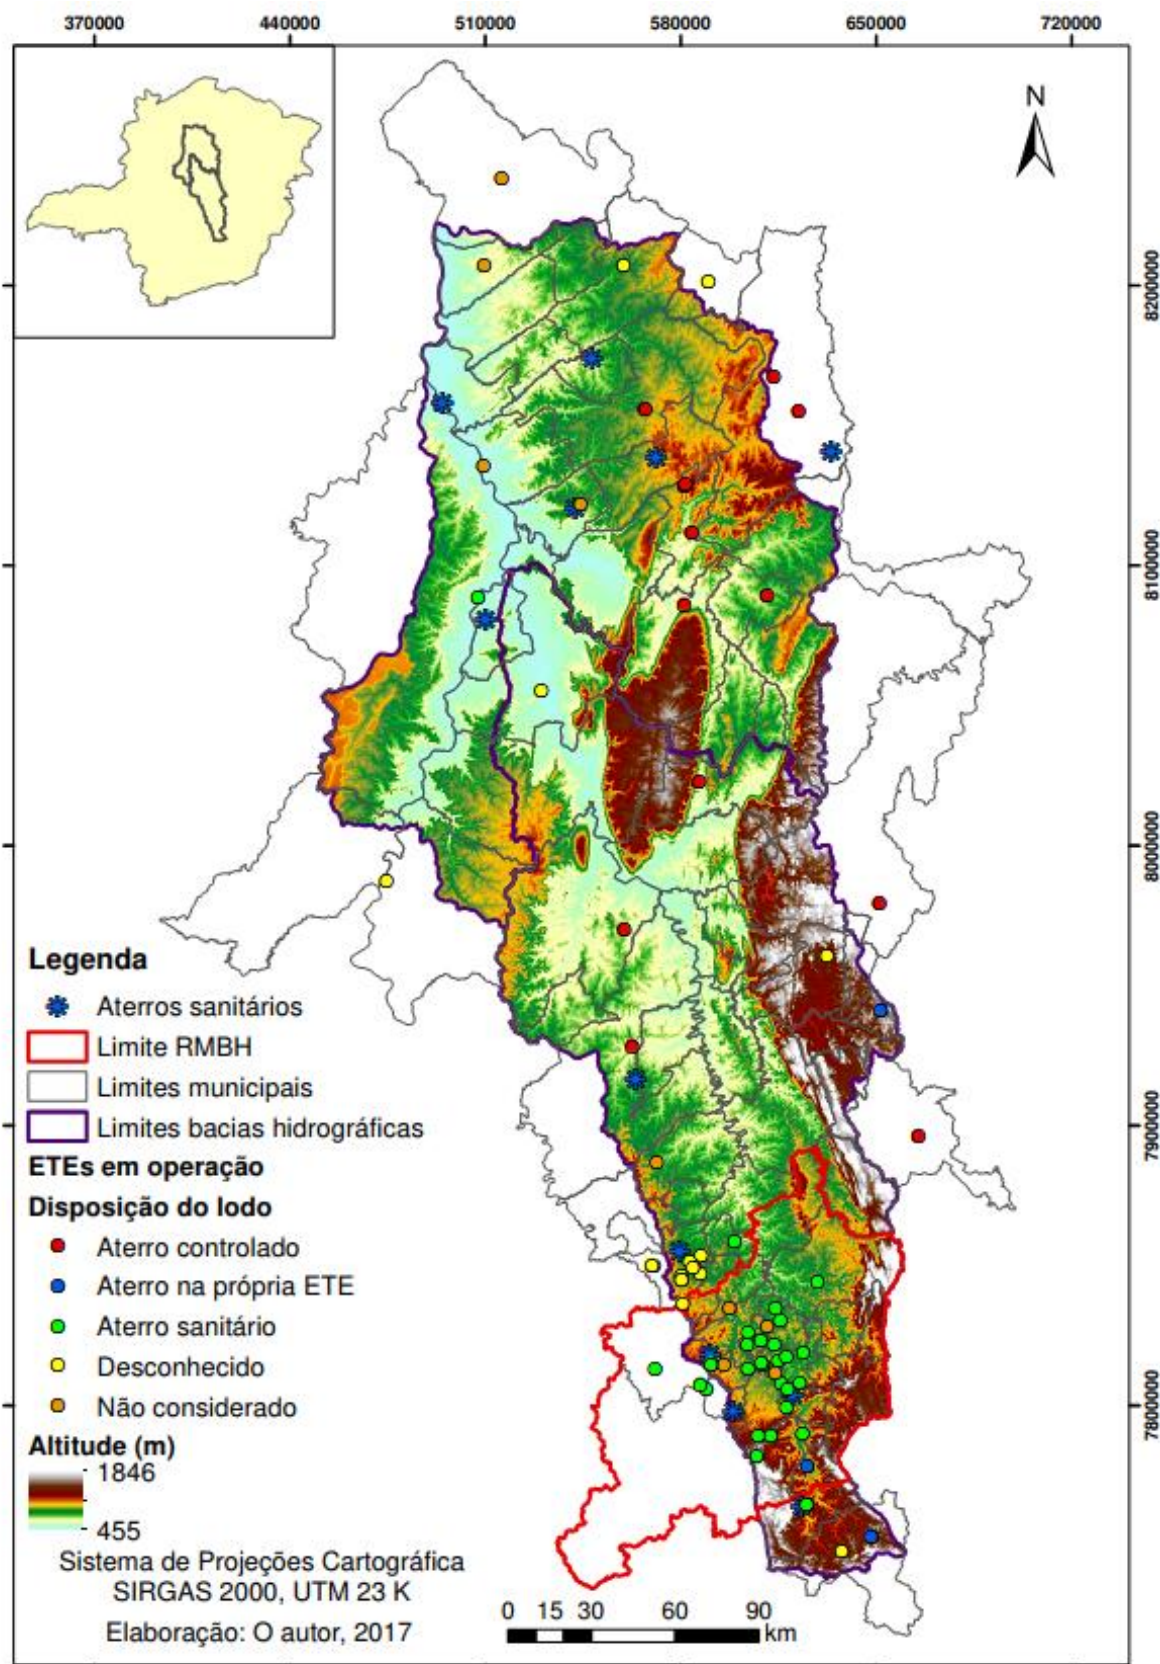 370000 440000 510000 580000 650000 720000
N
8200000
8100000
8000000
7900000
7800000
Legenda
Aterros sanitários
Limite RMBH
Limites municipais
Limites bacias hidrográficas
ETEs em operação
Disposição do lodo
Aterro controlado
Aterro na própria ETE
Aterro sanitário
Desconhecido
Não considerado
Altitude (m)
1846
455
Sistema de Projeções Cartográfica
SIRGAS 2000, UTM 23 K
Elaboração: O autor, 2017
0 15 30 60 90
km